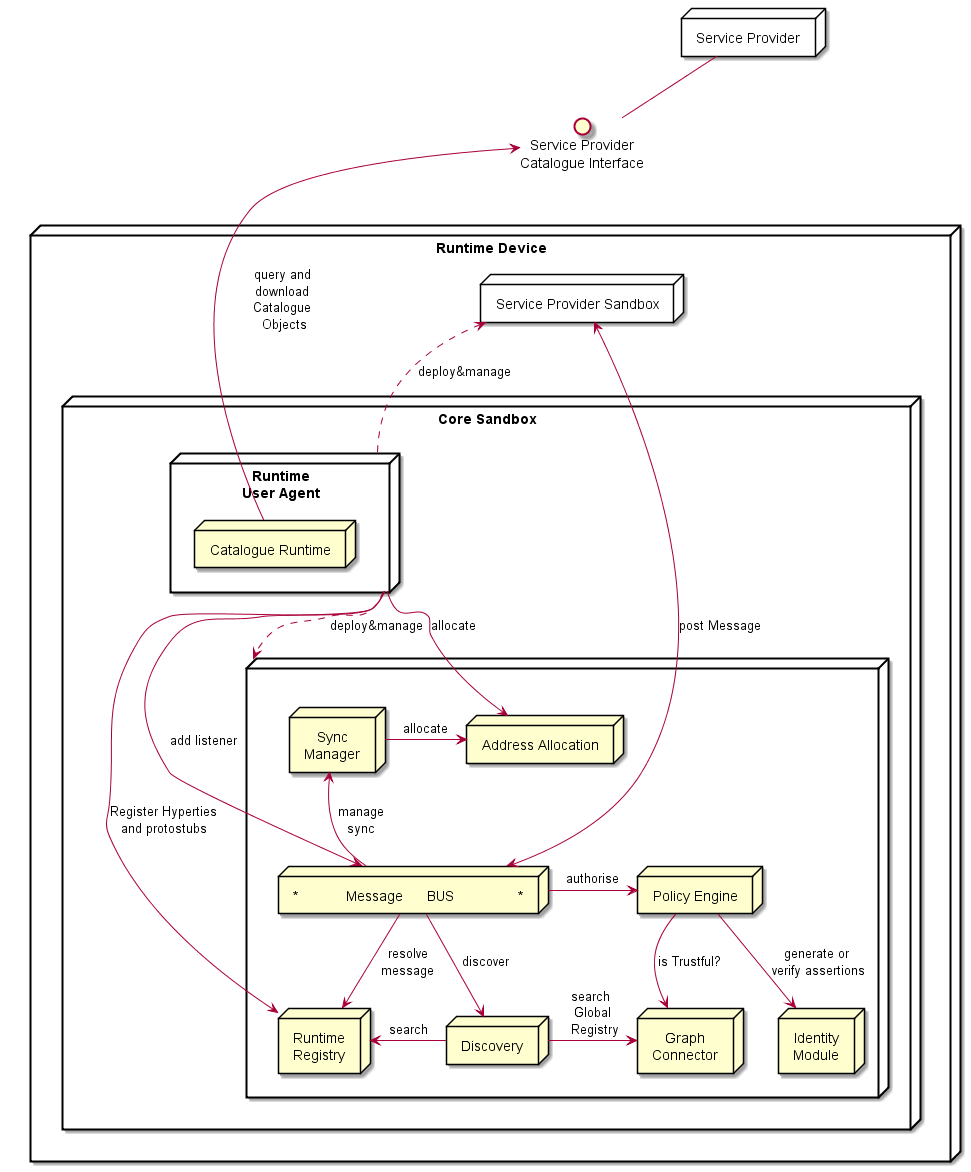 Service Provider
Service Provider
Catalogue Interface
Runtime Device
query and
download
Catalogue
Objects
Service Provider Sandbox
deploy&manage
Core Sandbox
Runtime
User Agent
Catalogue Runtime
deploy&manage
allocate
post Message
Sync
Manager
allocate
Address Allocation
add listener
Register Hyperties
and protostubs
manage
sync
* Message BUS *
authorise
Policy Engine
resolve
message
discover
is Trustful?
generate or
verify assertions
search
Global
Registry
Runtime
Registry
search
Discovery
Graph
Connector
Identity
Module